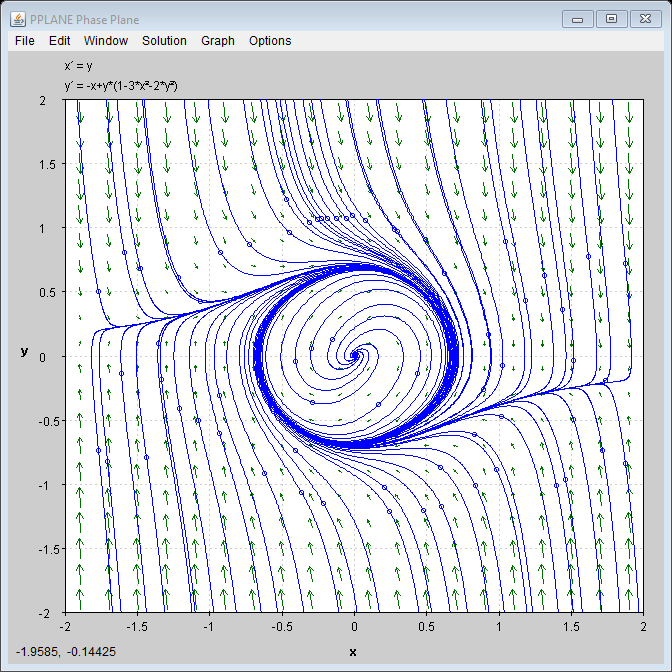 PPLANE Phase Plane
File Edit Window Solution Graph Options
x´ = y
y´ = -x+y*(1-3*x²-2*y²)
2
1.5
1
0.5
y 0
-0.5
-1
-1.5
-2
-2 -1.5 -1 -0.5 0 0.5 1 1.5 2
-1.9585, -0.14425 x